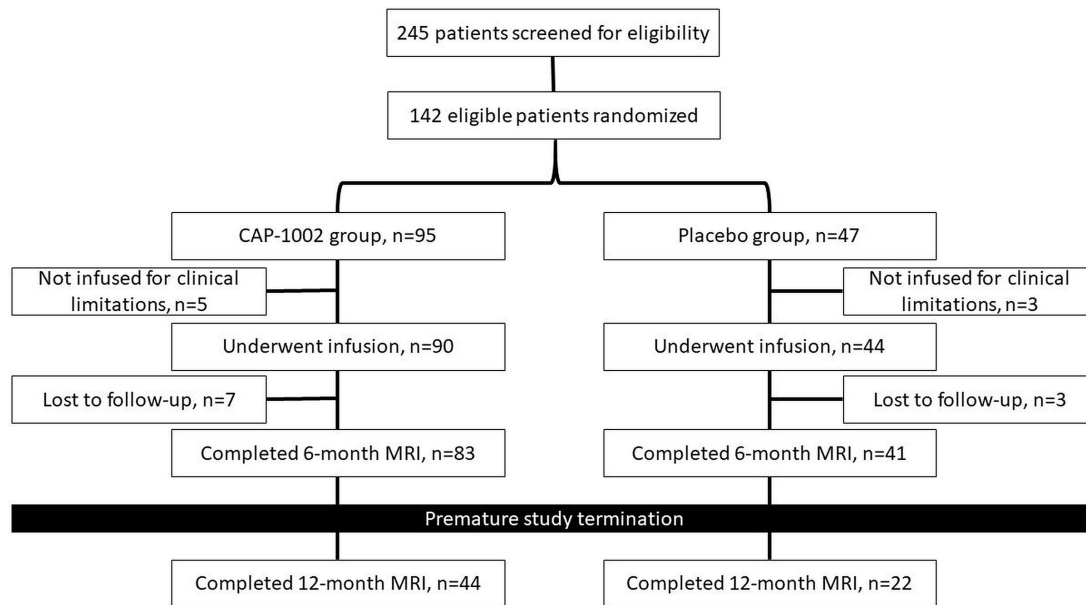 245 patients screened for eligibility
142 eligible patients randomized
CAP-1002 group, n=95
Placebo group, n=47
Not infused for clinical
limitations, n=5
Not infused for clinical
limitations, n=3
Underwent infusion, n=90
Underwent infusion, n=44
Lost to follow-up, n=7
Lost to follow-up, n=3
Completed 6-month MRI, n=83
Completed 6-month MRI, n=41
Premature study termination
Completed 12-month MRI, n=44
Completed 12-month MRI, n=22